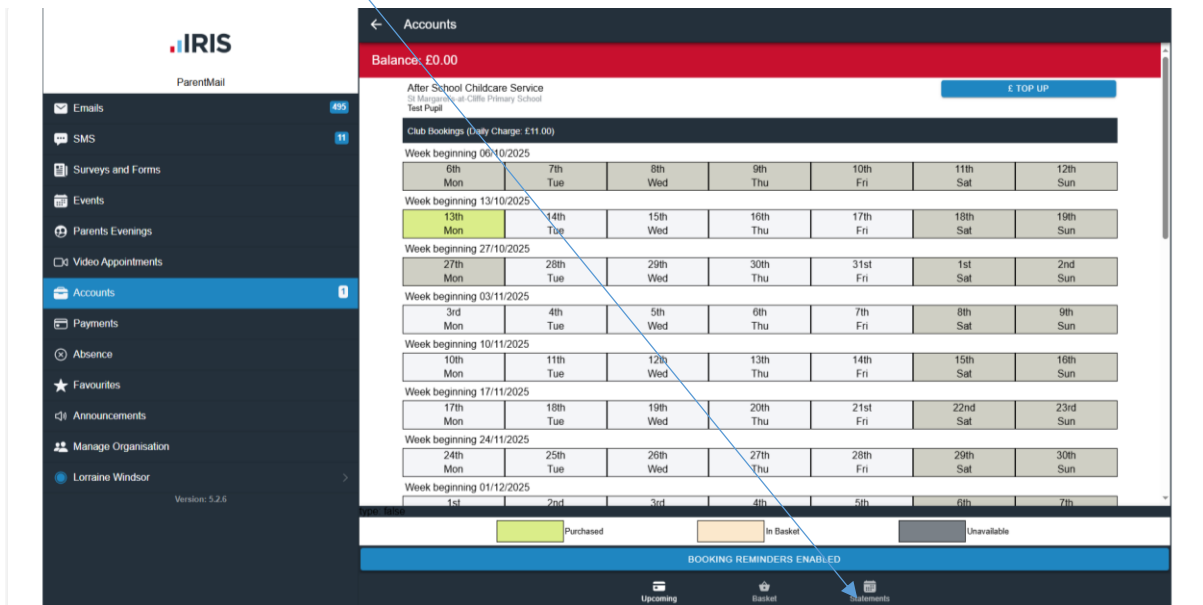 IRIS
ParentMail
Emails 495
SMS 11
Surveys and Forms
Events
Parents Evenings
Video Appointments
Accounts 1
Payments
Absence
Favourites
Announcements
Manage Organisation
Lorraine Windsor
Version: 5.2.6
Accounts
Balance: £0.00
After School Childcare Service
£ TOP UP
St Margaret's-at-Cliffe Primary School
Test Pupil
Club Bookings (Daily Charge: £11.00)
Week beginning 06/10/2025
6th 7th 8th 9th 10th 11th 12th
Mon Tue Wed Thu Fri Sat Sun
Week beginning 13/10/2025
13th 14th 15th 16th 17th 18th 19th
Mon Tue Wed Thu Fri Sat Sun
Week beginning 27/10/2025
27th 28th 29th 30th 31st 1st 2nd
Mon Tue Wed Thu Fri Sat Sun
Week beginning 03/11/2025
3rd 4th 5th 6th 7th 8th 9th
Mon Tue Wed Thu Fri Sat Sun
Week beginning 10/11/2025
10th 11th 12th 13th 14th 15th 16th
Mon Tue Wed Thu Fri Sat Sun
Week beginning 17/11/2025
17th 18th 19th 20th 21st 22nd 23rd
Mon Tue Wed Thu Fri Sat Sun
Week beginning 24/11/2025
24th 25th 26th 27th 28th 29th 30th
Mon Tue Wed Thu Fri Sat Sun
Week beginning 01/12/2025
1st 2nd 3rd 4th 5th 6th 7th
type: false
Purchased In Basket Unavailable
BOOKING REMINDERS ENABLED
Upcoming Basket Statements